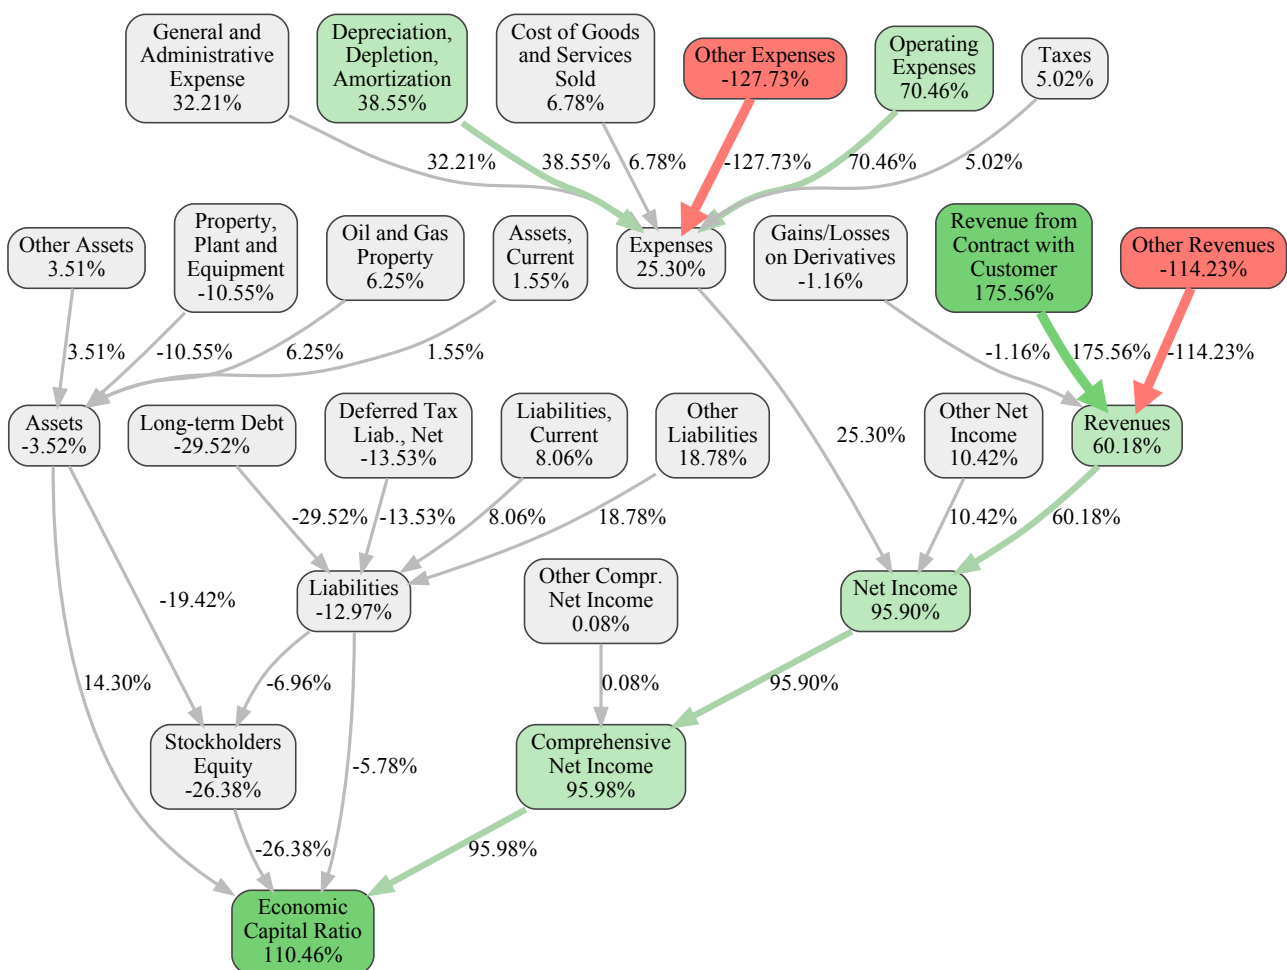 General and
Administrative
Expense
32.21%
Depreciation,
Depletion,
Amortization
38.55%
Cost of Goods
and Services
Sold
6.78%
Other Expenses
-127.73%
Operating
Expenses
70.46%
Taxes
5.02%
32.21%
38.55%
6.78%
-127.73%
70.46%
5.02%
Other Assets
3.51%
Property,
Plant and
Equipment
-10.55%
Oil and Gas
Property
6.25%
Assets,
Current
1.55%
Expenses
25.30%
Gains/Losses
on Derivatives
-1.16%
Revenue from
Contract with
Customer
175.56%
Other Revenues
-114.23%
3.51%
-10.55%
6.25%
1.55%
-1.16%
175.56%
-114.23%
Assets
-3.52%
Long-term Debt
-29.52%
Deferred Tax
Liab., Net
-13.53%
Liabilities,
Current
8.06%
Other
Liabilities
18.78%
25.30%
Other Net
Income
10.42%
Revenues
60.18%
-29.52%
-13.53%
8.06%
18.78%
10.42%
60.18%
-19.42%
Liabilities
-12.97%
Other Compr.
Net Income
0.08%
Net Income
95.90%
14.30%
-6.96%
0.08%
95.90%
Stockholders
Equity
-26.38%
-5.78%
Comprehensive
Net Income
95.98%
-26.38%
95.98%
Economic
Capital Ratio
110.46%